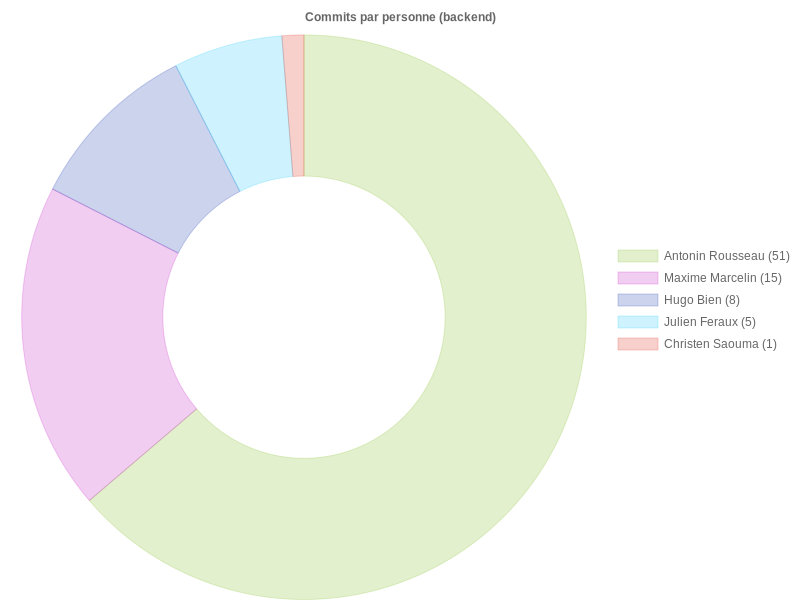 Commits par personne (backend)
Antonin Rousseau (51)
Maxime Marcelin (15)
Hugo Bien (8)
Julien Feraux (5)
Christen Saouma (1)